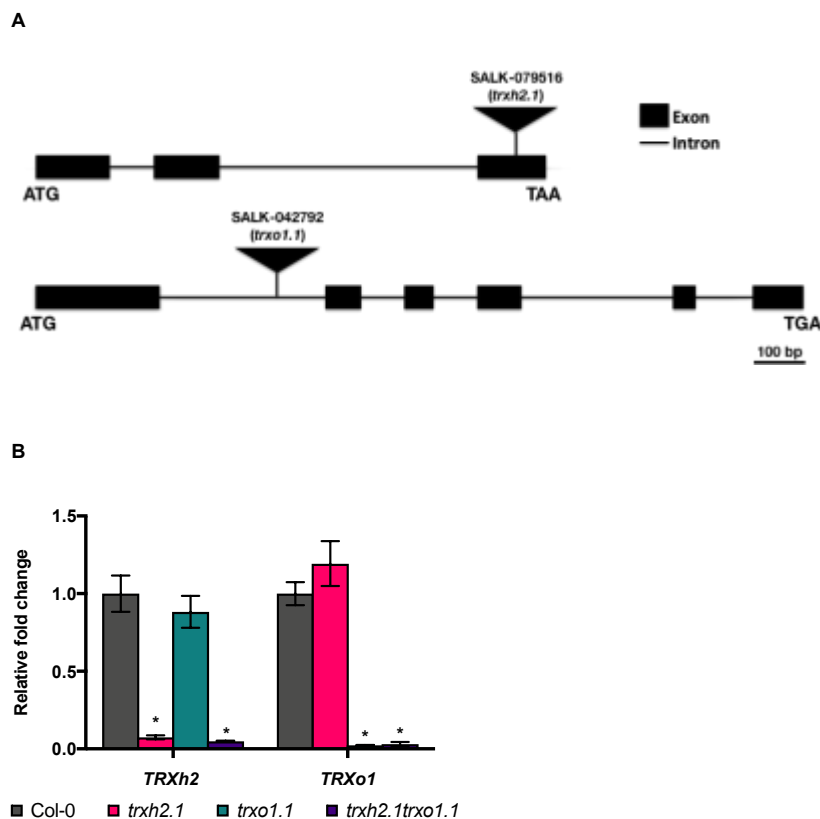 A
SALK-079516
(trxh2.1)
Exon
Intron
ATG
TAA
SALK-042792
(trxo1.1)
ATG
TGA
100 bp
B
Relative fold change
1.5
1.0
0.5
0.0
*
*
*
*
TRXh2
TRXo1
Col-0
trxh2.1
trxo1.1
trxh2.1trxo1.1